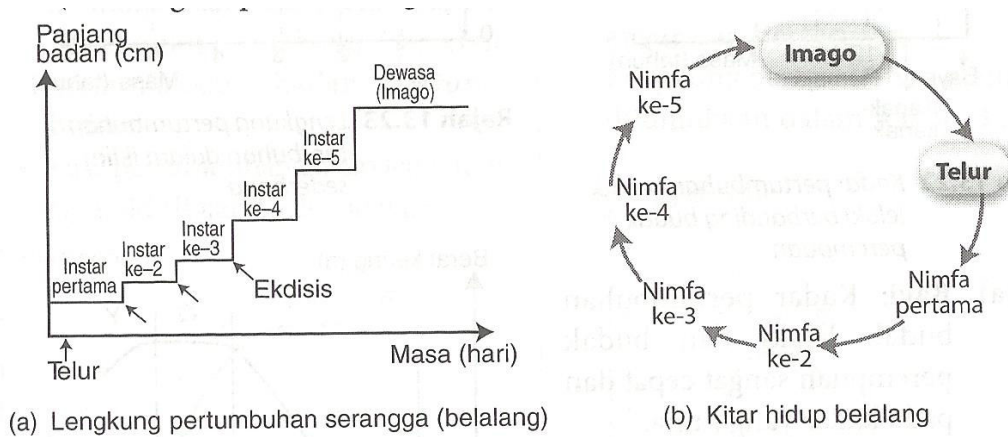 Panjang
badan (cm)
Dewasa
(Imago)
Instar
ke–5
Instar
ke–4
Instar
ke–3
Instar
ke–2
Instar
pertama
Ekdisis
Masa (hari)
Telur
(a) Lengkung pertumbuhan serangga (belalang)
Imago
Telur
Nimfa
pertama
Nimfa
ke-2
Nimfa
ke-3
Nimfa
ke-4
Nimfa
ke-5
(b) Kitar hidup belalang